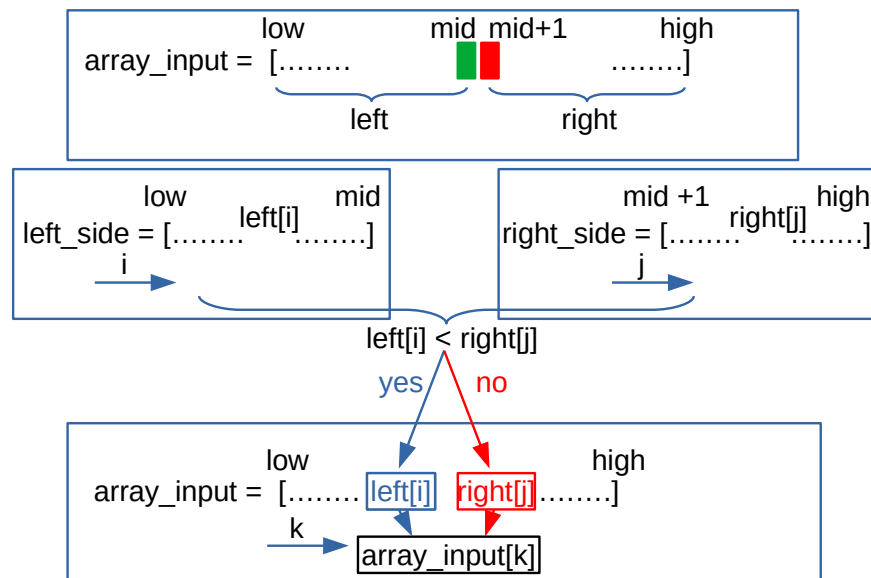 low mid mid+1 high
array_input = [........ ........]
left right
low mid
left_side = [........ left[i] ........]
i
mid +1 high
right_side = [........ right[j] ........]
j
left[i] < right[j]
yes no
low high
array_input = [........ left[i] right[j] ........]
k
array_input[k]